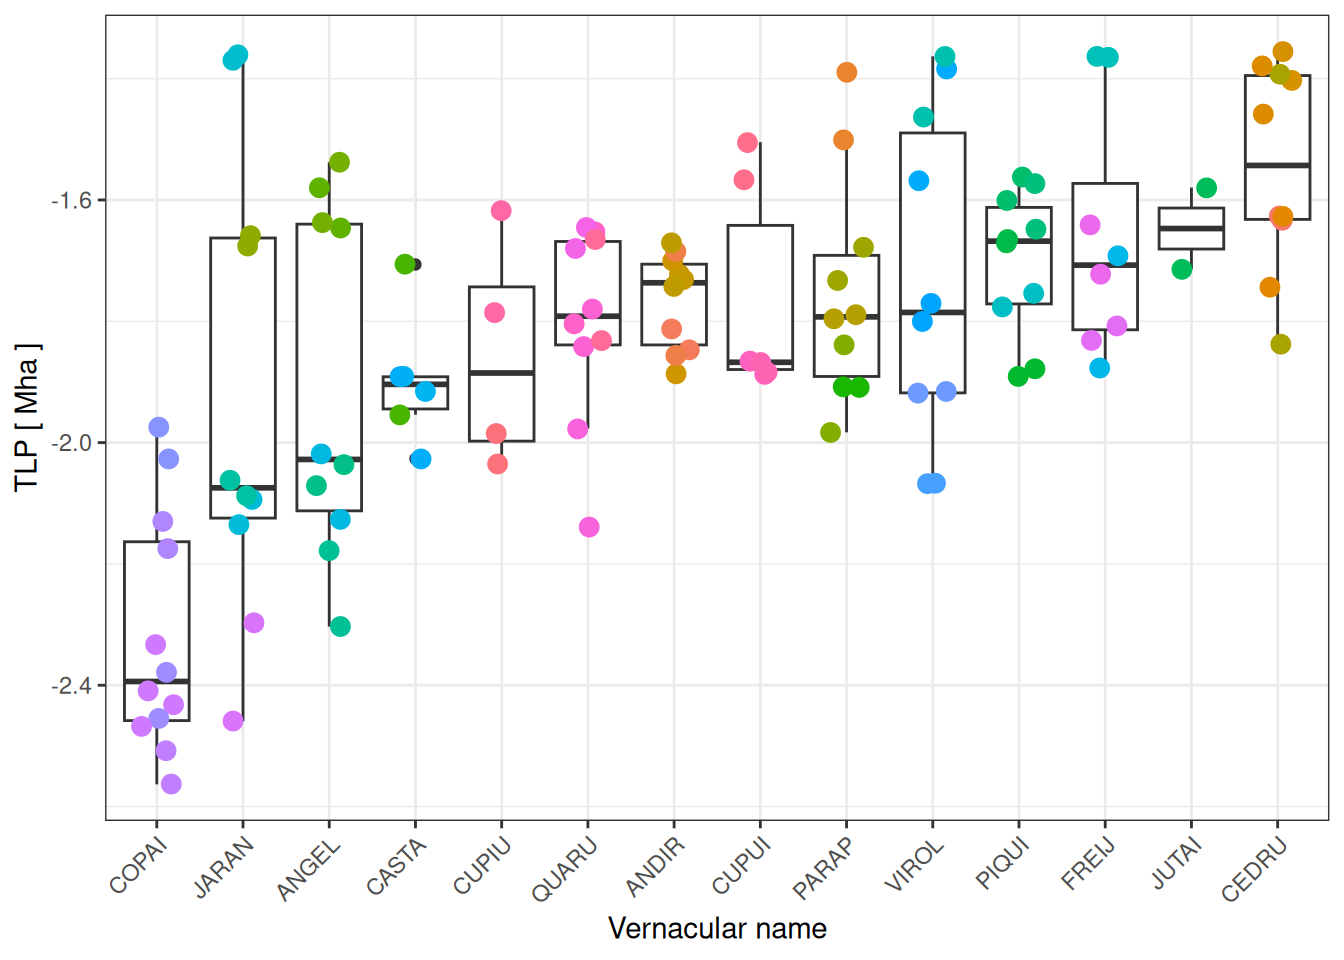 TLP [ Mha ]
-1.6
-2.0
-2.4
COPAI
JARAN
ANGEL
CASTA
CUPIU
QUARU
ANDIR
CUPUI
PARAP
VIROL
PIQUI
FREIJ
JUTAI
CEDRU
Vernacular name